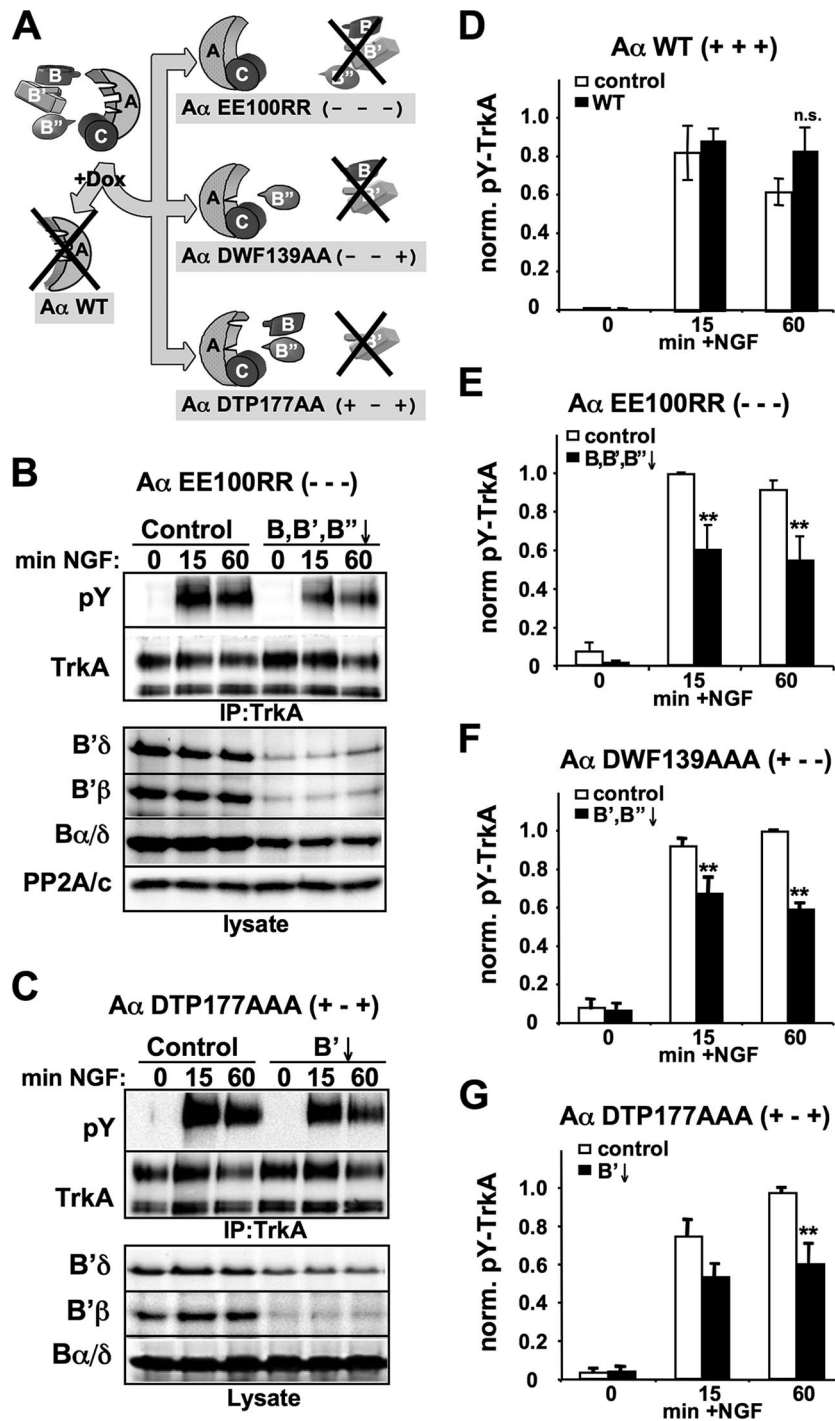 A
B
B'
B"
A
C
+Dox
A
Aα WT
A
C
B
B'
B"
Aα EE100RR (- - -)
A
C
B"
B
B'
Aα DWF139AA (- - +)
A
C
B
B"
B'
Aα DTP177AA (+ - +)
B
Aα EE100RR (- - -)
Control B,B',B"↓
min NGF: 0 15 60 0 15 60
pY
TrkA
IP:TrkA
B'δ
B'β
Bα/δ
PP2A/c
lysate
C
Aα DTP177AAA (+ - +)
Control B'↓
min NGF: 0 15 60 0 15 60
pY
TrkA
IP:TrkA
B'δ
B'β
Bα/δ
Lysate
D
Aα WT (+ + +)
control
WT
n.s.
norm. pY-TrkA
1.0
0.8
0.6
0.4
0.2
0
0 15 60
min +NGF
E
Aα EE100RR (- - -)
control
B,B',B"↓
** **
norm pY-TrkA
1.0
0.8
0.6
0.4
0.2
0
0 15 60
min +NGF
F
Aα DWF139AAA (+ - -)
control
B',B"↓
** **
norm. pY-TrkA
1.0
0.8
0.6
0.4
0.2
0
0 15 60
min +NGF
G
Aα DTP177AAA (+ - +)
control
B'↓
**
norm. pY-TrkA
1.0
0.8
0.6
0.4
0.2
0
0 15 60
min +NGF